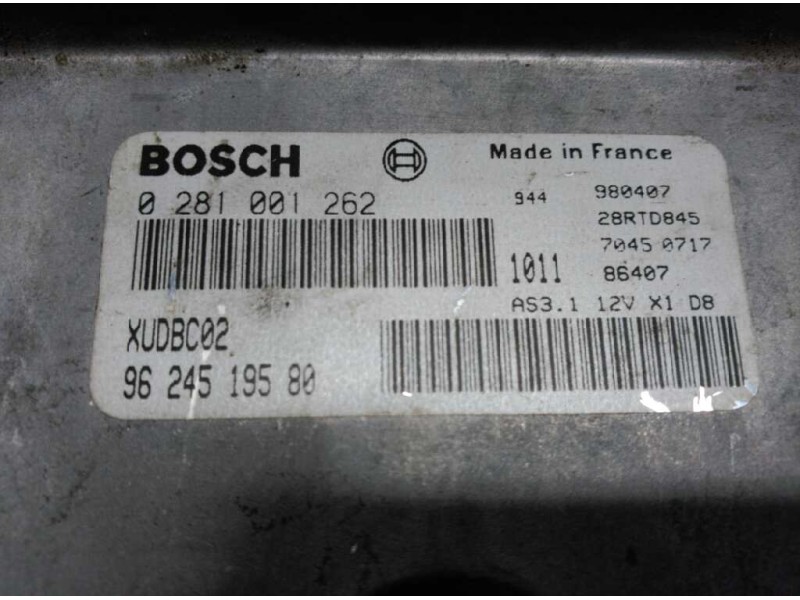 BOSCH Made in France
0 281 001 262 944 980407
28RTD845
7045 0717
1011 86407
AS3.1 12V X1 D8
XUDBC02
96 245 195 80